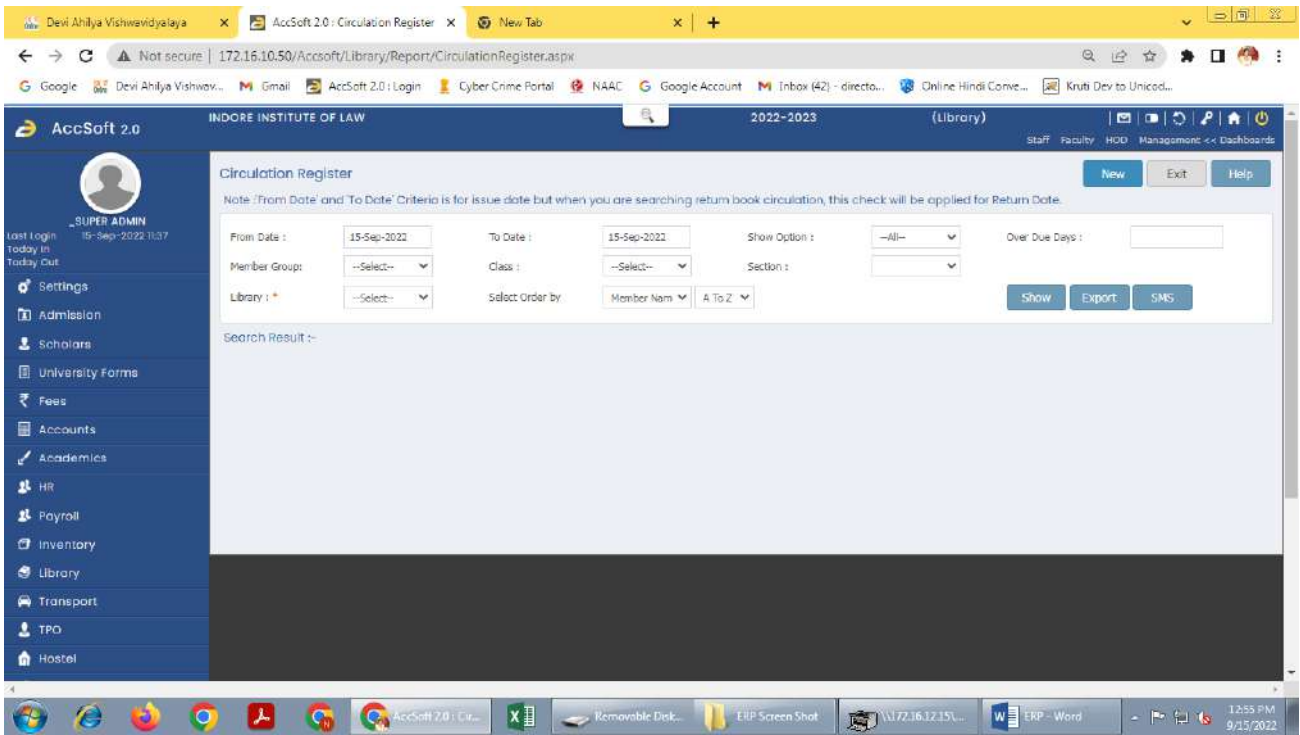 Devi Ahilya Vishwavidyalaya
AccSoft 2.0 : Circulation Register
New Tab
Not secure | 172.16.10.50/Accsoft/Library/Report/CirculationRegister.aspx
Google
Devi Ahilya Vishwav...
Gmail
AccSoft 2.0 : Login
Cyber Crime Portal
NAAC
Google Account
Inbox (42) - directo...
Online Hindi Conve...
Kruti Dev to Unicod...
AccSoft 2.0
INDORE INSTITUTE OF LAW
2022-2023
(Library)
Staff Faculty HOD Management << Dashboards
_SUPER ADMIN
Last Login 15-Sep-2022 11:37
Today In
Today Out
Settings
Admission
Scholars
University Forms
Fees
Accounts
Academics
HR
Payroll
Inventory
Library
Transport
TPO
Hostel
Circulation Register
New Exit Help
Note :'From Date' and 'To Date' Criteria is for issue date but when you are searching return book circulation, this check will be applied for Return Date.
From Date : 15-Sep-2022 To Date : 15-Sep-2022 Show Option : --All-- Over Due Days :
Member Group: --Select-- Class : --Select-- Section :
Library : * --Select-- Select Order by Member Nam A To Z Show Export SMS
Search Result :-
AccSoft 2.0 : Cir...
Removable Disk...
ERP Screen Shot
\\172.16.12.15\...
ERP - Word
12:55 PM
9/15/2022